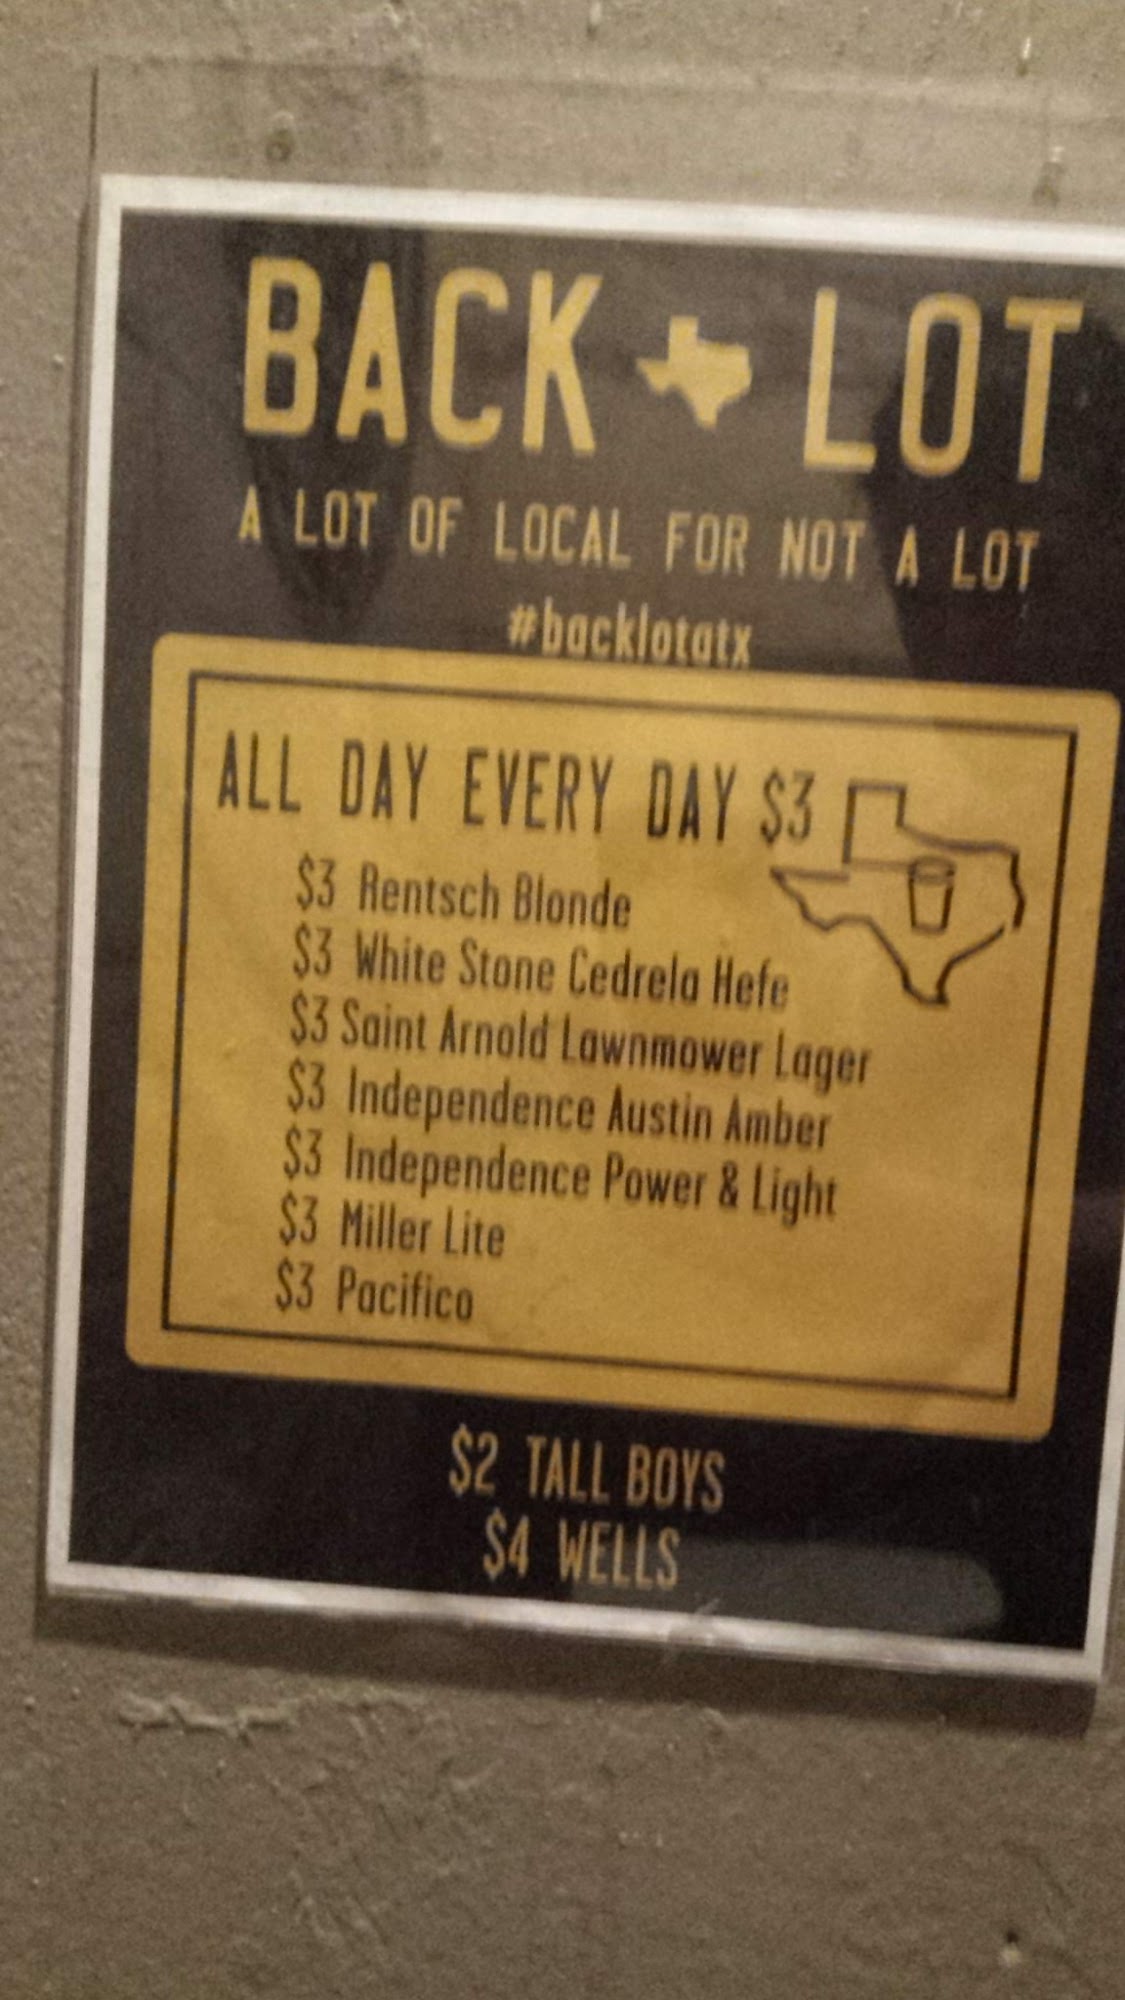 BACK LOT
A LOT OF LOCAL FOR NOT A LOT
#backlotatx
ALL DAY EVERY DAY $3
$3 Rentsch Blonde
$3 White Stone Cedrela Hefe
$3 Saint Arnold Lawnmower Lager
$3 Independence Austin Amber
$3 Independence Power & Light
$3 Miller Lite
$3 Pacifico
$2 TALL BOYS
$4 WELLS